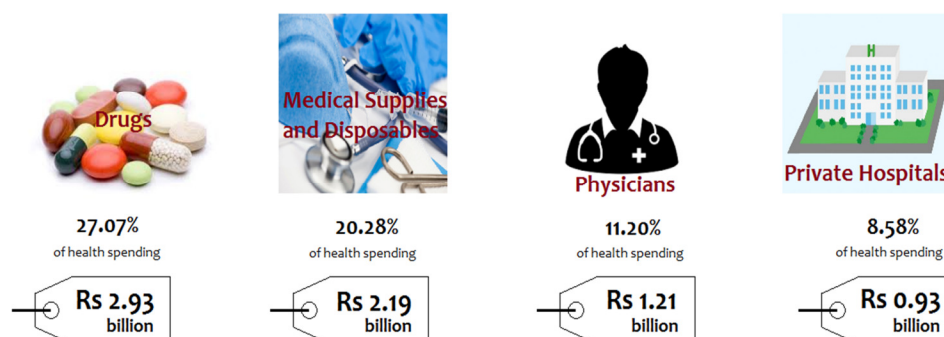 Drugs
Medical Supplies
and Disposables
Physicians
H
Private Hospitals
27.07%
of health spending
20.28%
of health spending
11.20%
of health spending
8.58%
of health spending
Rs 2.93
billion
Rs 2.19
billion
Rs 1.21
billion
Rs 0.93
billion